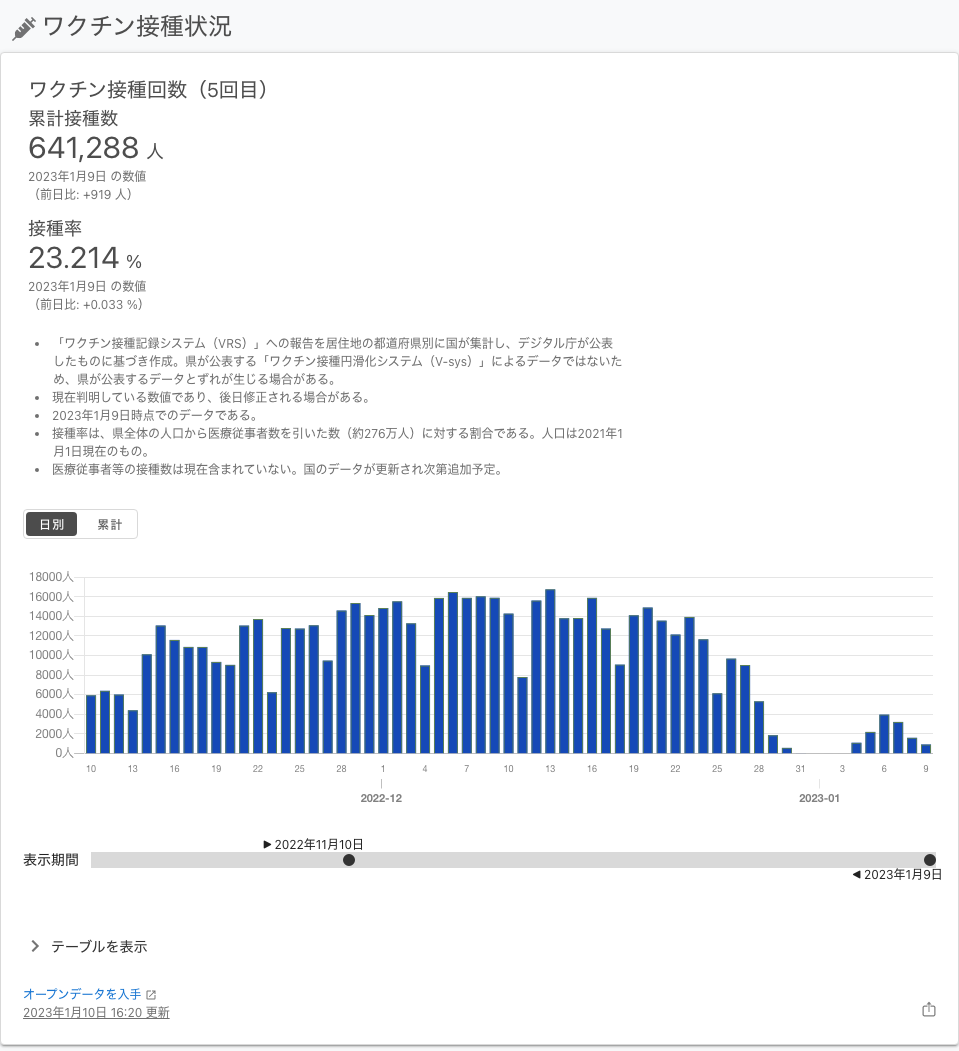 ワクチン接種状況
ワクチン接種回数（5回目）
累計接種数
641,288 人
2023年1月9日 の数値
（前日比: +919 人）
接種率
23.214 %
2023年1月9日 の数値
（前日比: +0.033 %）
• 「ワクチン接種記録システム（VRS）」への報告を居住地の都道府県別に国が集計し、デジタル庁が公表
したものに基づき作成。県が公表する「ワクチン接種円滑化システム（V-sys）」によるデータではないた
め、県が公表するデータとずれが生じる場合がある。
• 現在判明している数値であり、後日修正される場合がある。
• 2023年1月9日時点でのデータである。
• 接種率は、県全体の人口から医療従事者数を引いた数（約276万人）に対する割合である。人口は2021年1
月1日現在のもの。
• 医療従事者等の接種数は現在含まれていない。国のデータが更新され次第追加予定。
日別 累計
18000人
16000人
14000人
12000人
10000人
8000人
6000人
4000人
2000人
0人
10 13 16 19 22 25 28 1 4 7 10 13 16 19 22 25 28 31 3 6 9
2022-12 2023-01
▶ 2022年11月10日
表示期間
◀ 2023年1月9日
テーブルを表示
オープンデータを入手
2023年1月10日 16:20 更新